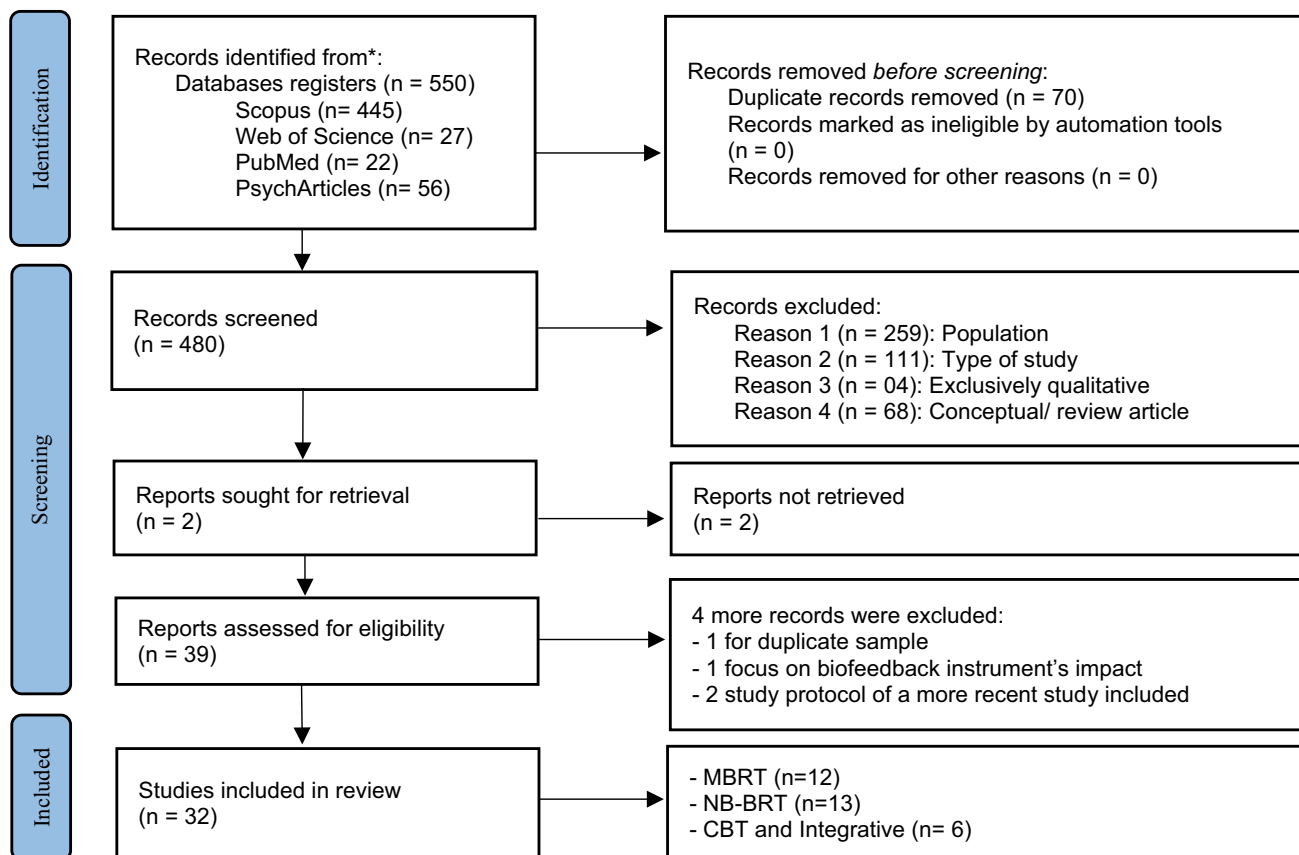 Identification
Records identified from*:
Databases registers (n = 550)
Scopus (n= 445)
Web of Science (n= 27)
PubMed (n= 22)
PsychArticles (n= 56)
Records removed before screening:
Duplicate records removed (n = 70)
Records marked as ineligible by automation tools
(n = 0)
Records removed for other reasons (n = 0)
Screening
Records screened
(n = 480)
Records excluded:
Reason 1 (n = 259): Population
Reason 2 (n = 111): Type of study
Reason 3 (n = 04): Exclusively qualitative
Reason 4 (n = 68): Conceptual/ review article
Reports sought for retrieval
(n = 2)
Reports not retrieved
(n = 2)
Reports assessed for eligibility
(n = 39)
4 more records were excluded:
- 1 for duplicate sample
- 1 focus on biofeedback instrument's impact
- 2 study protocol of a more recent study included
Included
Studies included in review
(n = 32)
- MBRT (n=12)
- NB-BRT (n=13)
- CBT and Integrative (n= 6)